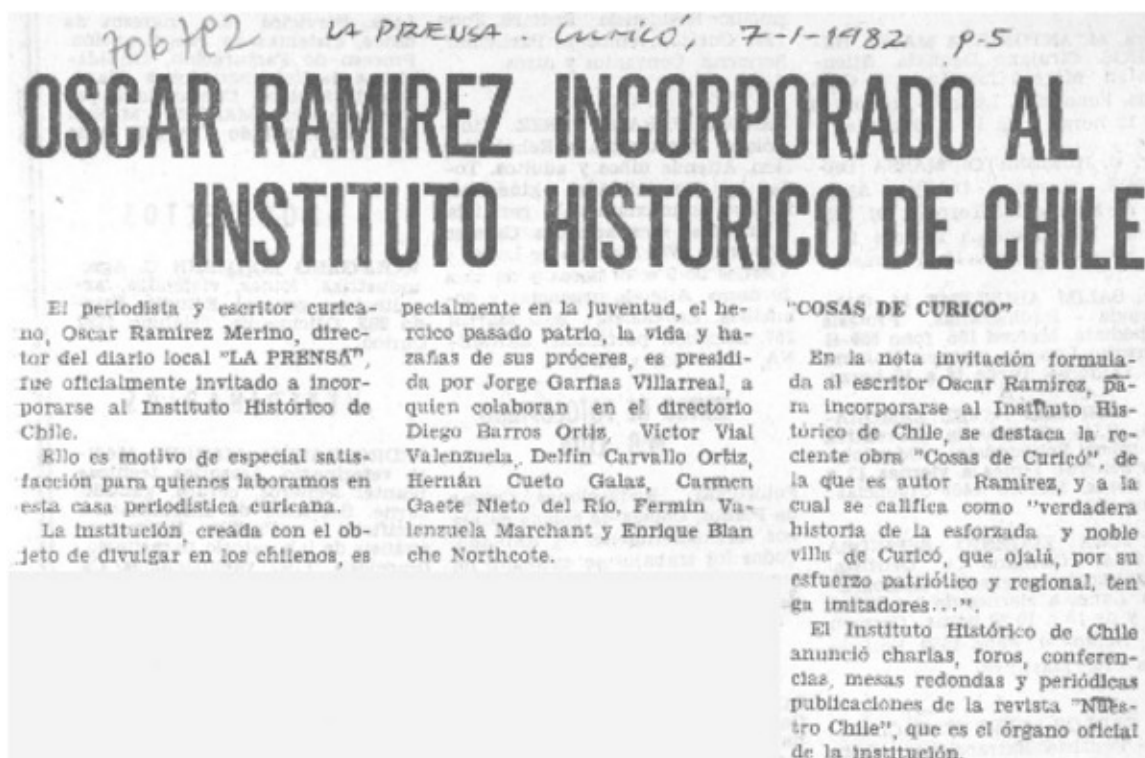 706782 LA PRENSA - CURICÓ, 7-1-1982 p.5
OSCAR RAMIREZ INCORPORADO AL
INSTITUTO HISTORICO DE CHILE
El periodista y escritor curica-
no, Oscar Ramírez Merino, direc-
tor del diario local "LA PRENSA",
fue oficialmente invitado a incor-
porarse al Instituto Histórico de
Chile.
Ello es motivo de especial satis-
facción para quienes laboramos en
esta casa periodística curicana.
La institución, creada con el ob-
jeto de divulgar en los chilenos, es
pecialmente en la juventud, el he-
roico pasado patrio, la vida y ha-
zañas de sus próceres, es presidi-
da por Jorge Garfias Villarreal, a
quien colaboran en el directorio
Diego Barros Ortiz, Víctor Vial
Valenzuela, Delfín Carvallo Ortiz,
Hernán Cueto Galaz, Carmen
Gaete Nieto del Río, Fermín Va-
lenzuela Marchant y Enrique Blan
che Northcote.
"COSAS DE CURICO"
En la nota invitación formula-
da al escritor Oscar Ramírez, pa-
ra incorporarse al Instituto His-
tórico de Chile, se destaca la re-
ciente obra "Cosas de Curicó", de
la que es autor Ramírez, y a la
cual se califica como "verdadera
historia de la esforzada y noble
villa de Curicó, que ojalá, por su
esfuerzo patriótico y regional, ten
ga imitadores...".
El Instituto Histórico de Chile
anunció charlas, foros, conferen-
cias, mesas redondas y periódicas
publicaciones de la revista "Nues-
tro Chile", que es el órgano oficial
de la institución.